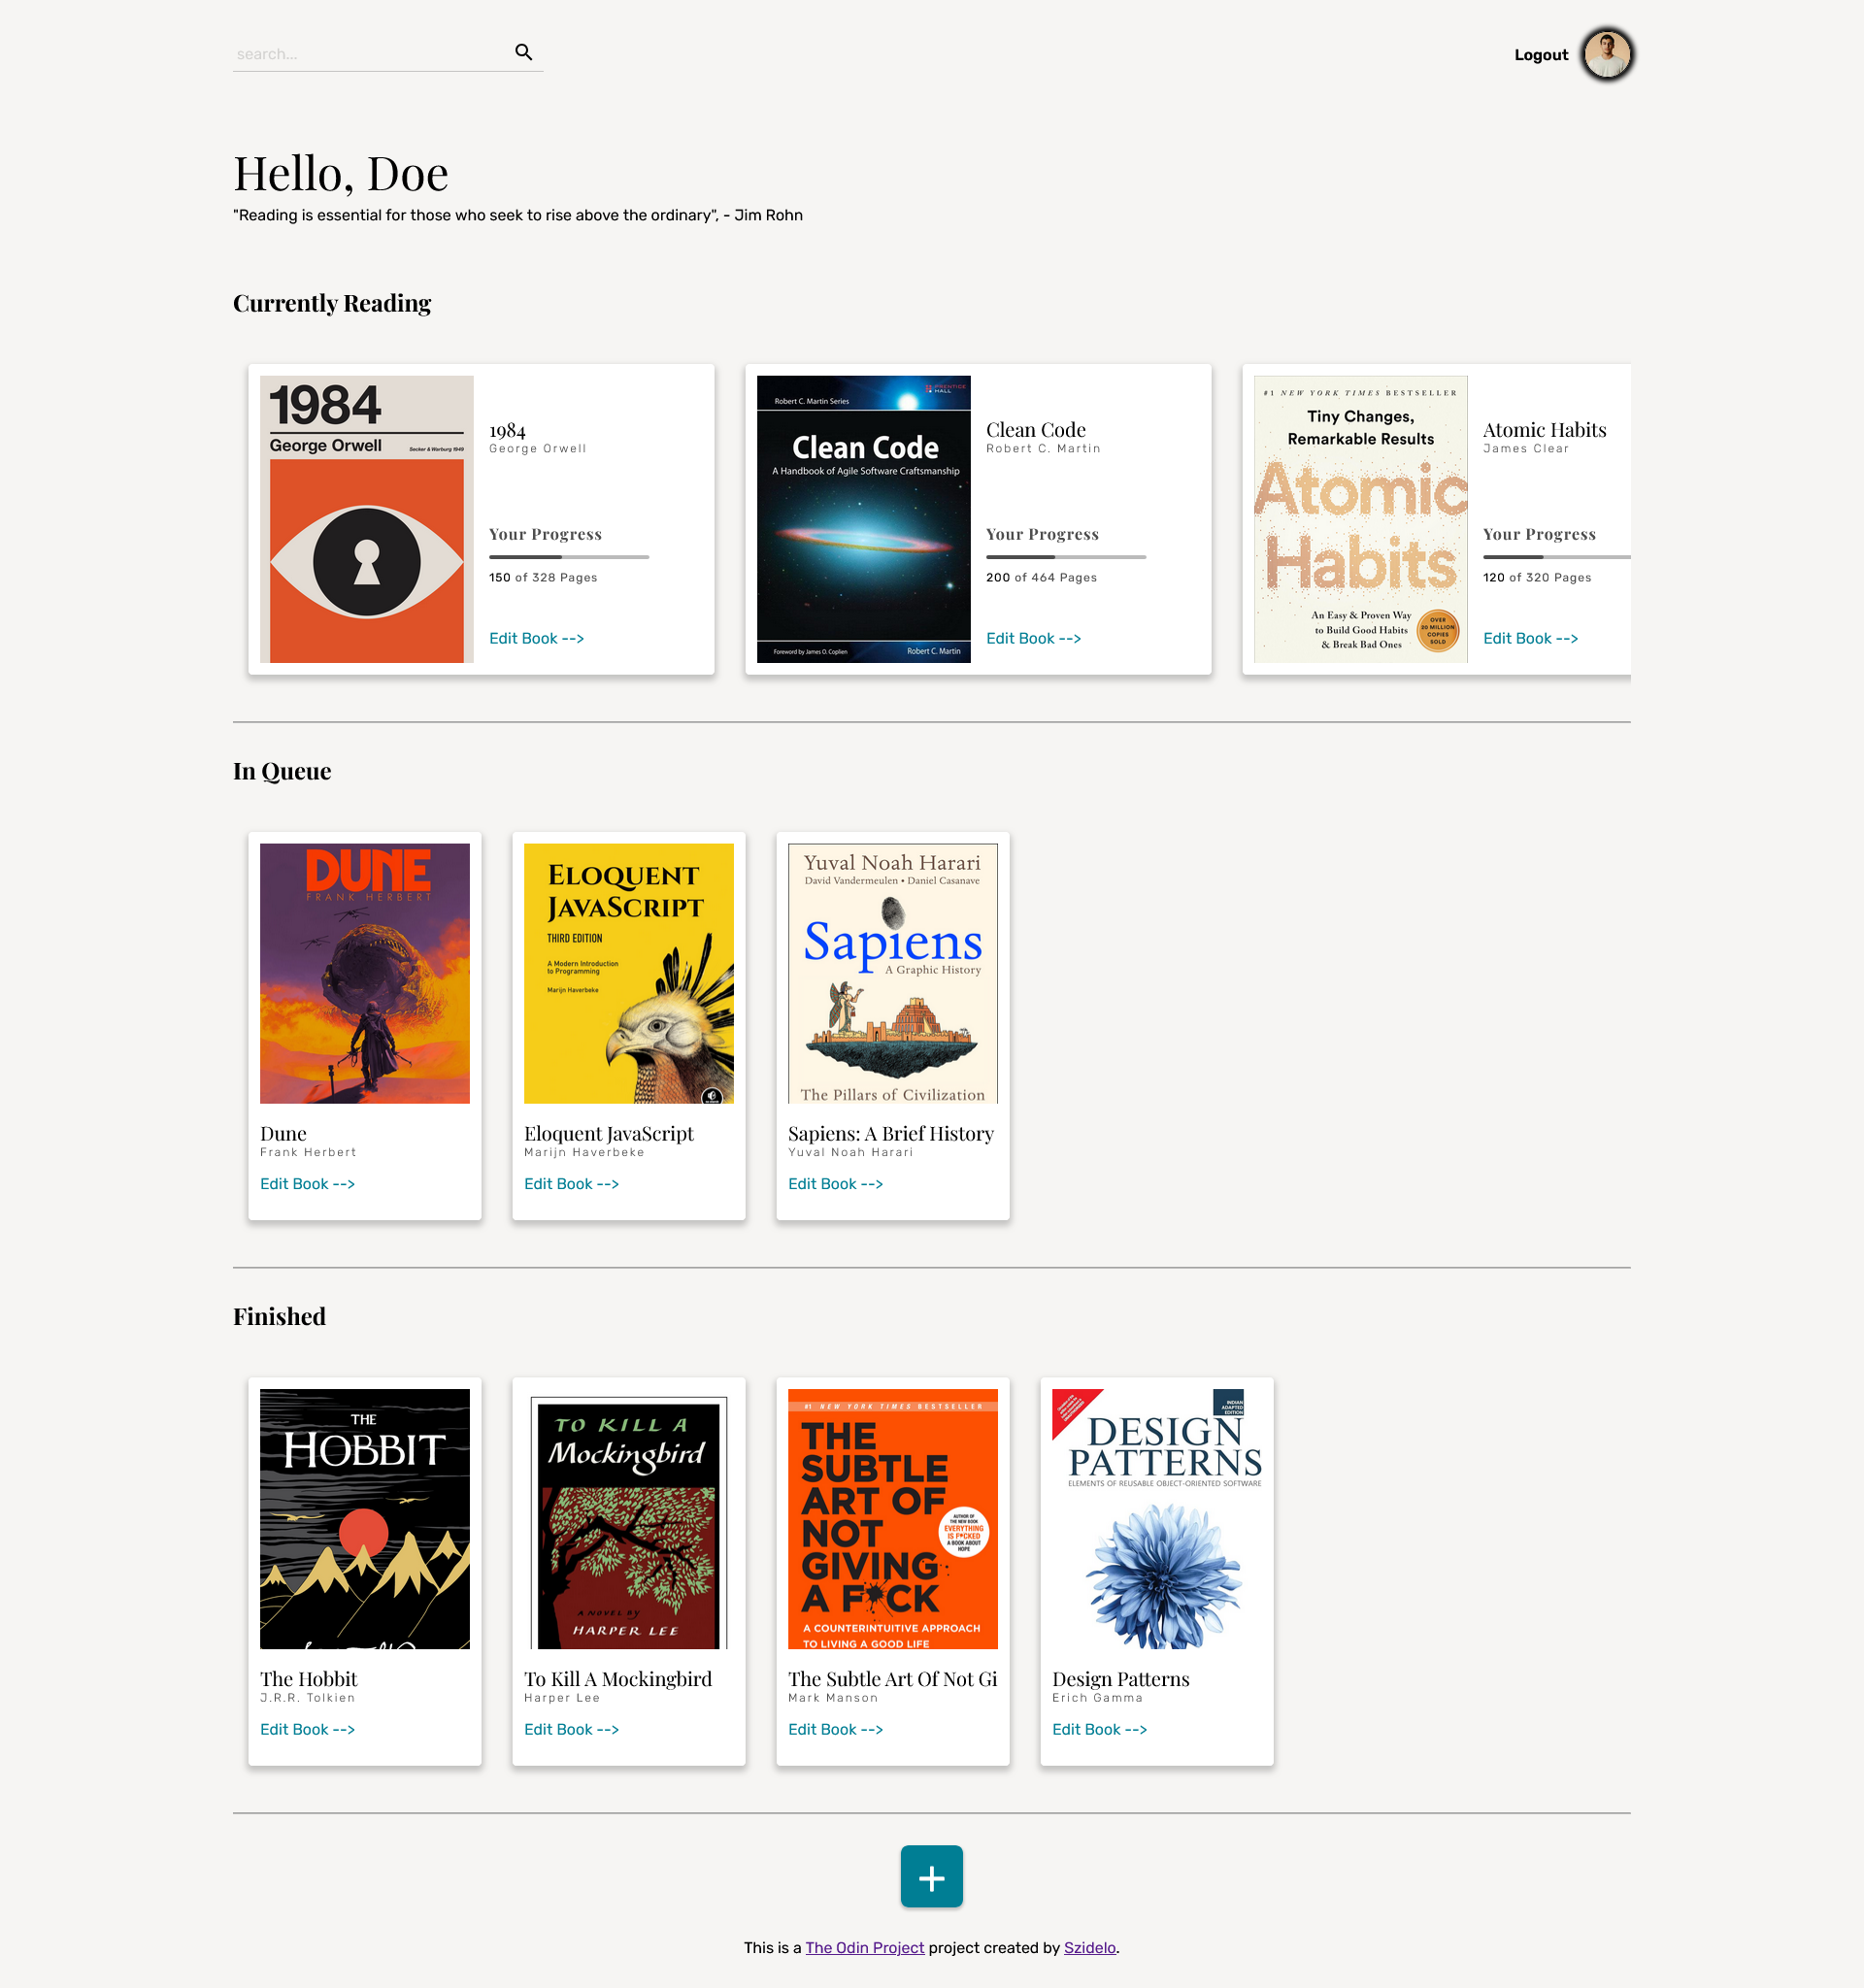 search...
Logout
Hello, Doe
"Reading is essential for those who seek to rise above the ordinary", - Jim Rohn
Currently Reading
1984
George Orwell
Secker & Warburg 1949
1984
George Orwell
Your Progress
150 of 328 Pages
Edit Book -->
PRENTICE
HALL
Robert C. Martin Series
Clean Code
A Handbook of Agile Software Craftsmanship
Foreword by James O. Coplien
Robert C. Martin
Clean Code
Robert C. Martin
Your Progress
200 of 464 Pages
Edit Book -->
#1 NEW YORK TIMES BESTSELLER
Tiny Changes,
Remarkable Results
Atomic
Habits
An Easy & Proven Way
to Build Good Habits
& Break Bad Ones
OVER
20 MILLION
COPIES
SOLD
Atomic Habits
James Clear
Your Progress
120 of 320 Pages
Edit Book -->
In Queue
DUNE
FRANK HERBERT
Dune
Frank Herbert
Edit Book -->
ELOQUENT
JAVASCRIPT
THIRD EDITION
A Modern Introduction
to Programming
Marijn Haverbeke
Eloquent JavaScript
Marijn Haverbeke
Edit Book -->
Yuval Noah Harari
David Vandermeulen • Daniel Casanave
Sapiens
A Graphic History
The Pillars of Civilization
Sapiens: A Brief History
Yuval Noah Harari
Edit Book -->
Finished
THE
HOBBIT
The Hobbit
J.R.R. Tolkien
Edit Book -->
TO KILL A
Mockingbird
A NOVEL BY
HARPER LEE
To Kill A Mockingbird
Harper Lee
Edit Book -->
#1 NEW YORK TIMES BESTSELLER
THE
SUBTLE
ART OF
NOT
GIVING
A F CK
AUTHOR OF
THE NEW BOOK
EVERYTHING
IS F*CKED
A BOOK ABOUT
HOPE
A COUNTERINTUITIVE APPROACH
TO LIVING A GOOD LIFE
The Subtle Art Of Not Gi
Mark Manson
Edit Book -->
INDIAN
ADAPTED
EDITION
DESIGN
PATTERNS
ELEMENTS OF REUSABLE OBJECT-ORIENTED SOFTWARE
Design Patterns
Erich Gamma
Edit Book -->
+
This is a The Odin Project project created by Szidelo.